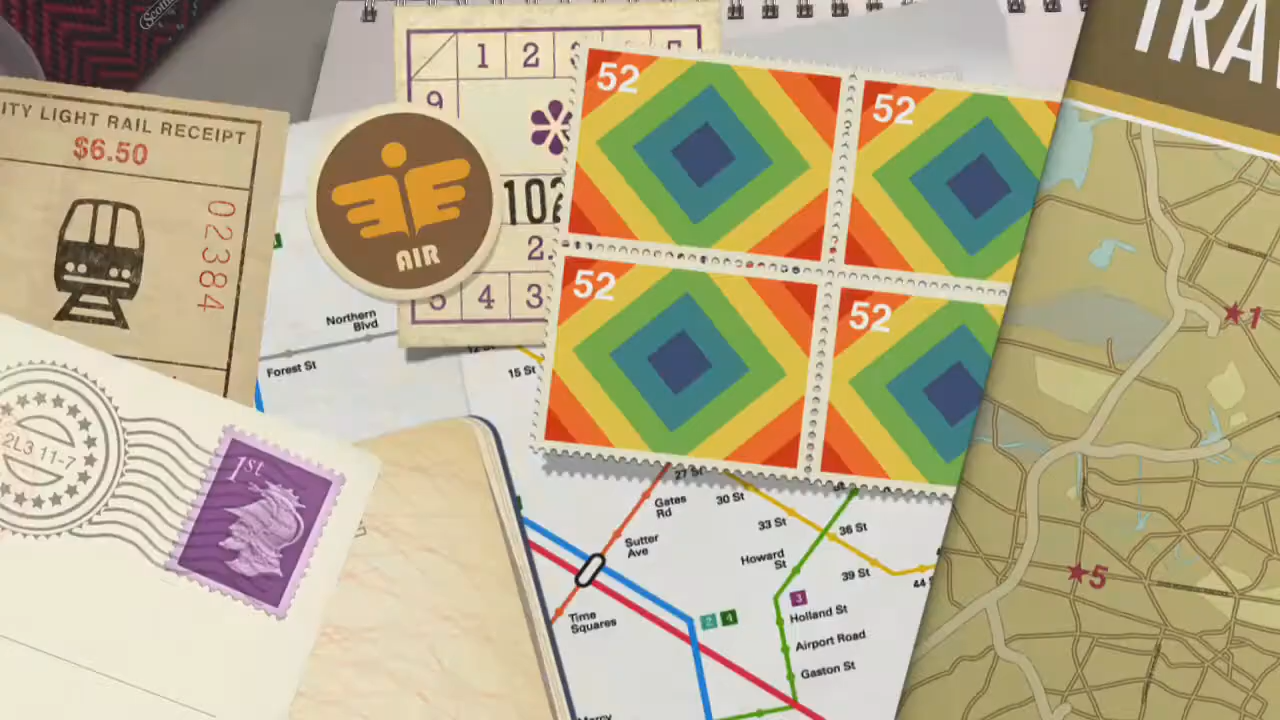 TRA
1 2
9
52
52
CITY LIGHT RAIL RECEIPT
$6.50
02384
AIR
102
2
5 4 3
52
52
1
Northern
Blvd
Forest St
15 St
2L3 11-7
1st
27 St
Gates
Rd
30 St
33 St
36 St
Sutter
Ave
Howard
St
39 St
44
5
3
Time
Squares
2 4
Holland St
Airport Road
Gaston St